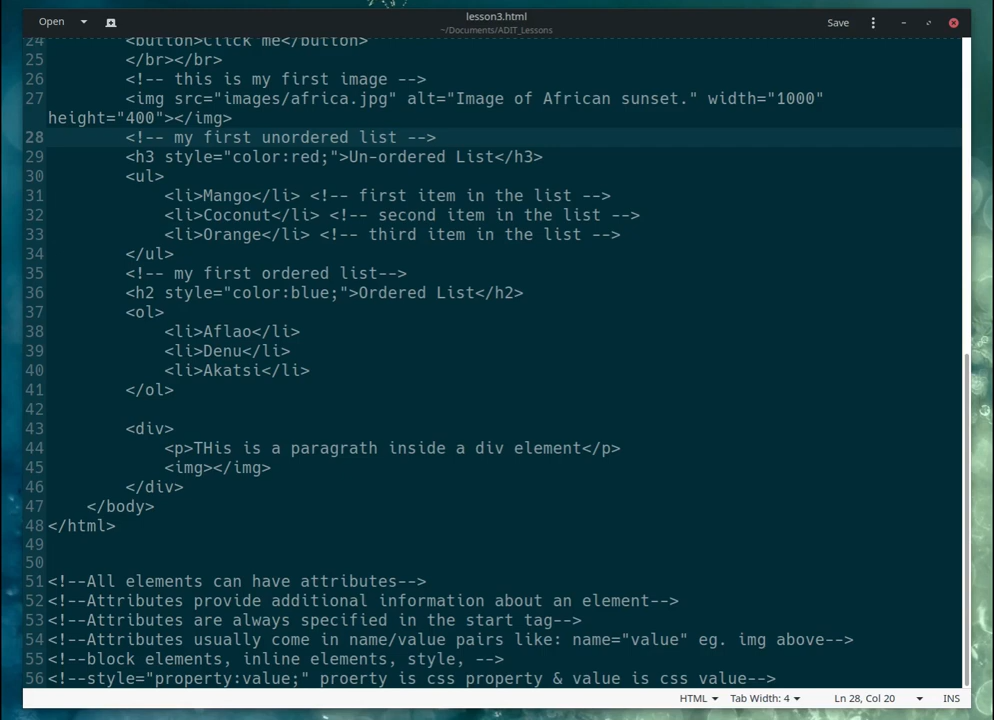 Open
lesson3.html
~/Documents/ADIT_Lessons
Save
24 <button>Click me</button>
25 </br></br>
26 <!-- this is my first image -->
27 <img src="images/africa.jpg" alt="Image of African sunset." width="1000"
height="400"></img>
28 <!-- my first unordered list -->
29 <h3 style="color:red;">Un-ordered List</h3>
30 <ul>
31 <li>Mango</li> <!-- first item in the list -->
32 <li>Coconut</li> <!-- second item in the list -->
33 <li>Orange</li> <!-- third item in the list -->
34 </ul>
35 <!-- my first ordered list-->
36 <h2 style="color:blue;">Ordered List</h2>
37 <ol>
38 <li>Aflao</li>
39 <li>Denu</li>
40 <li>Akatsi</li>
41 </ol>
42
43 <div>
44 <p>THis is a paragrath inside a div element</p>
45 <img></img>
46 </div>
47 </body>
48 </html>
49
50
51 <!--All elements can have attributes-->
52 <!--Attributes provide additional information about an element-->
53 <!--Attributes are always specified in the start tag-->
54 <!--Attributes usually come in name/value pairs like: name="value" eg. img above-->
55 <!--block elements, inline elements, style, -->
56 <!--style="property:value;" proerty is css property & value is css value-->
HTML Tab Width: 4 Ln 28, Col 20 INS